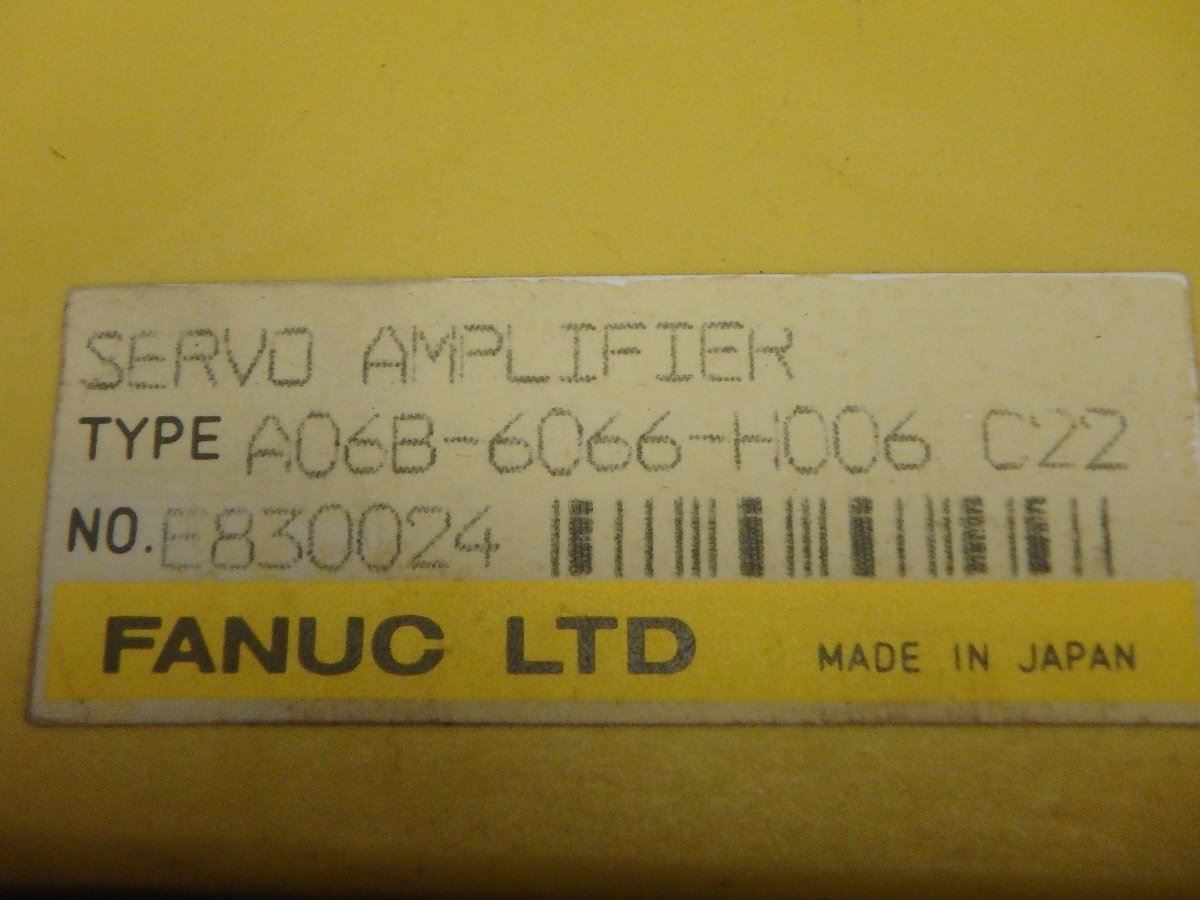 SERVO AMPLIFIER
TYPE A06B-6066-H006 C22
NO. E830024
FANUC LTD MADE IN JAPAN